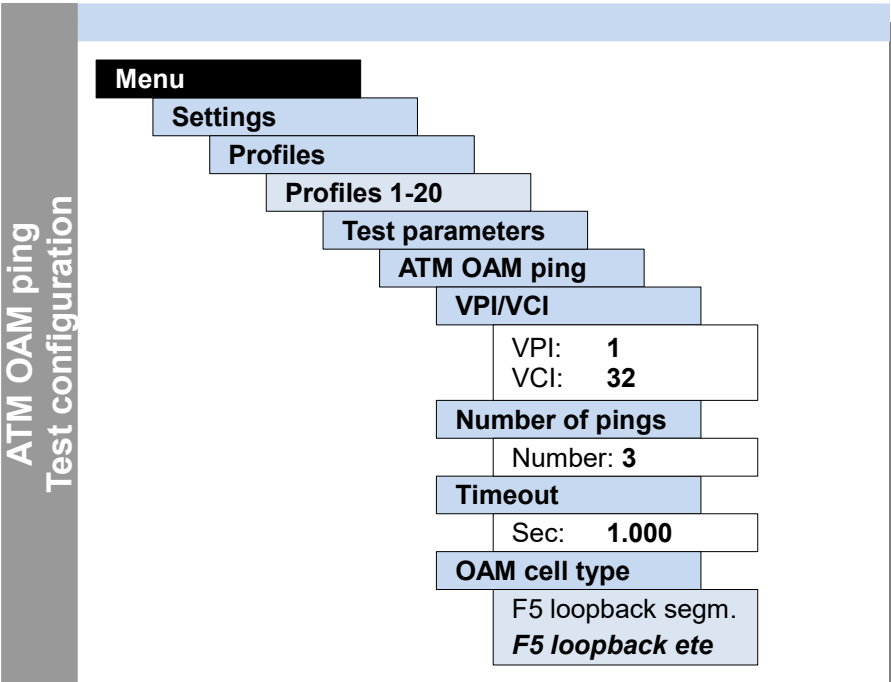 ATM OAM ping
Test configuration
Menu
Settings
Profiles
Profiles 1-20
Test parameters
ATM OAM ping
VPI/VCI
VPI: 1
VCI: 32
Number of pings
Number: 3
Timeout
Sec: 1.000
OAM cell type
F5 loopback segm.
F5 loopback ete